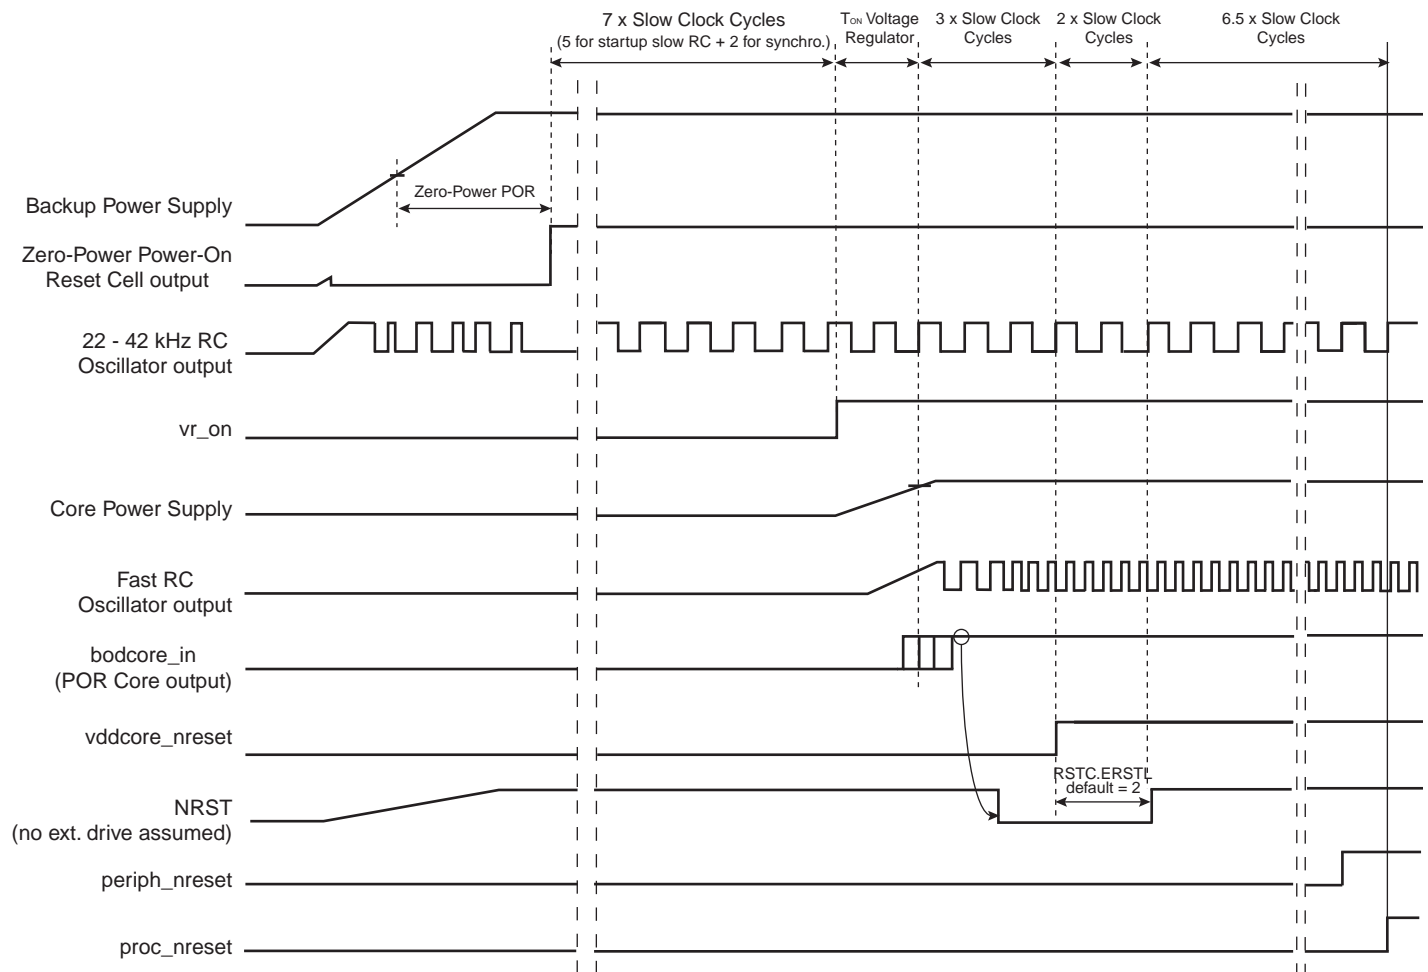 7 x Slow Clock Cycles
(5 for startup slow RC + 2 for synchro.)
TON Voltage
Regulator
3 x Slow Clock
Cycles
2 x Slow Clock
Cycles
6.5 x Slow Clock
Cycles
Zero-Power POR
Backup Power Supply
Zero-Power Power-On
Reset Cell output
22 - 42 kHz RC
Oscillator output
vr_on
Core Power Supply
Fast RC
Oscillator output
bodcore_in
(POR Core output)
vddcore_nreset
RSTC.ERSTL
default = 2
NRST
(no ext. drive assumed)
periph_nreset
proc_nreset